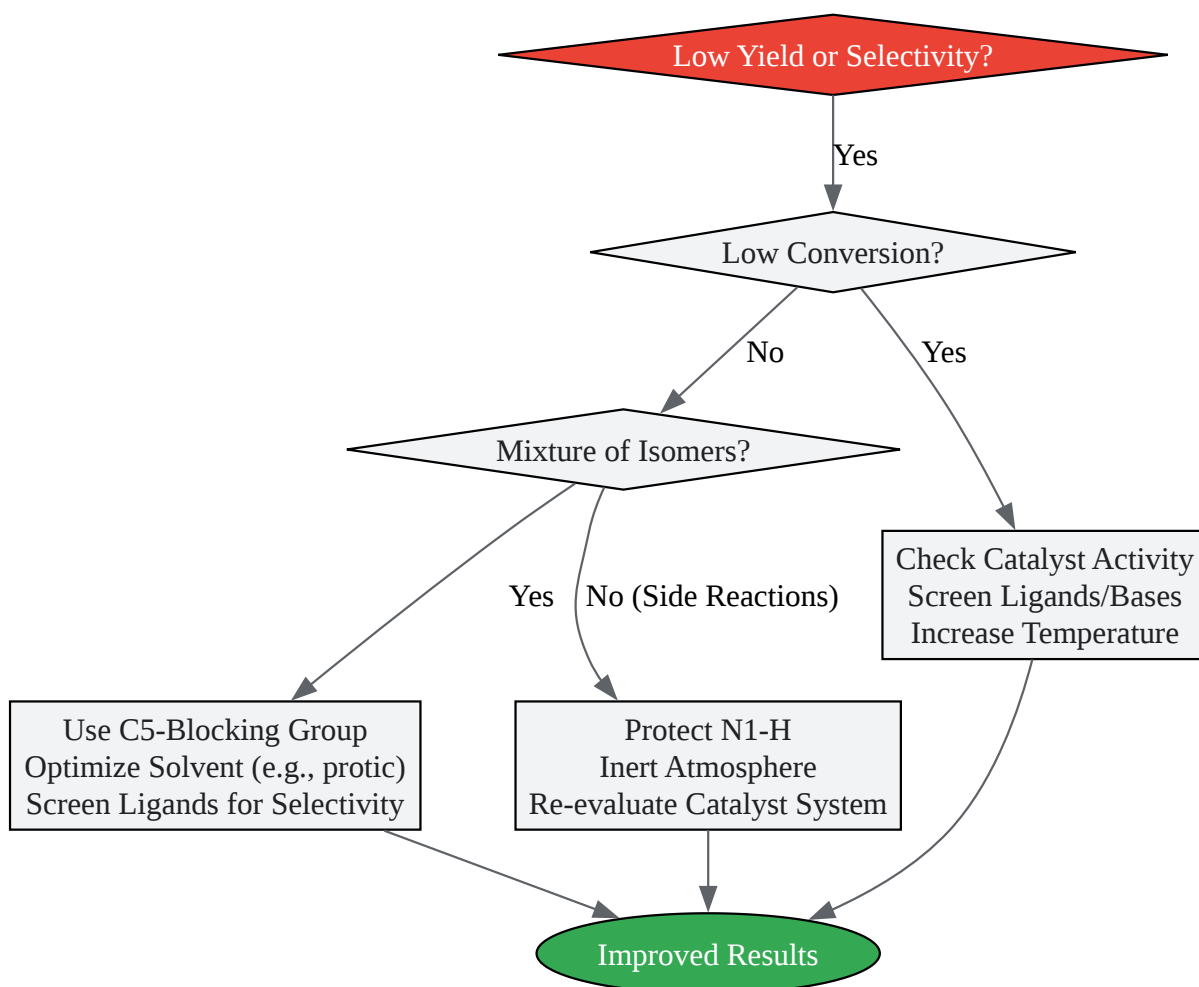 Low Yield or Selectivity?
Yes
Low Conversion?
No
Yes
Mixture of Isomers?
Check Catalyst Activity
Screen Ligands/Bases
Increase Temperature
Yes
No (Side Reactions)
Use C5-Blocking Group
Optimize Solvent (e.g., protic)
Screen Ligands for Selectivity
Protect N1-H
Inert Atmosphere
Re-evaluate Catalyst System
Improved Results